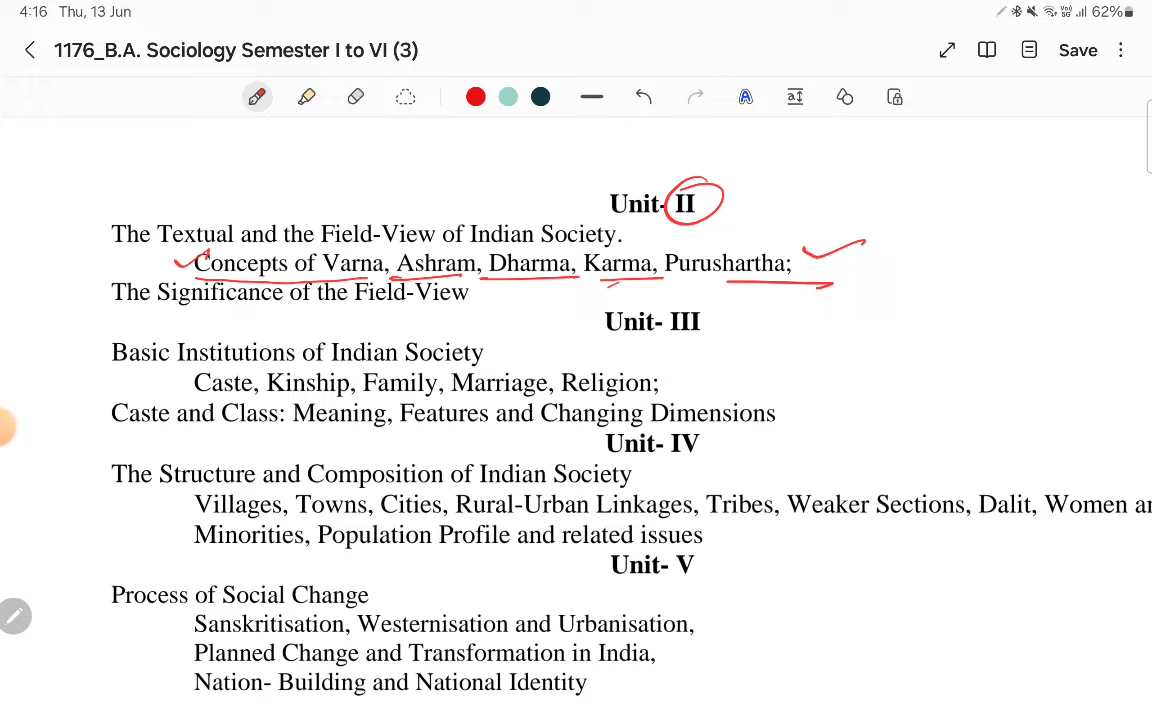 4:16 Thu, 13 Jun 62%
1176_B.A. Sociology Semester I to VI (3) Save
Unit- II
The Textual and the Field-View of Indian Society.
Concepts of Varna, Ashram, Dharma, Karma, Purushartha;
The Significance of the Field-View
Unit- III
Basic Institutions of Indian Society
Caste, Kinship, Family, Marriage, Religion;
Caste and Class: Meaning, Features and Changing Dimensions
Unit- IV
The Structure and Composition of Indian Society
Villages, Towns, Cities, Rural-Urban Linkages, Tribes, Weaker Sections, Dalit, Women
Minorities, Population Profile and related issues
Unit- V
Process of Social Change
Sanskritisation, Westernisation and Urbanisation,
Planned Change and Transformation in India,
Nation- Building and National Identity